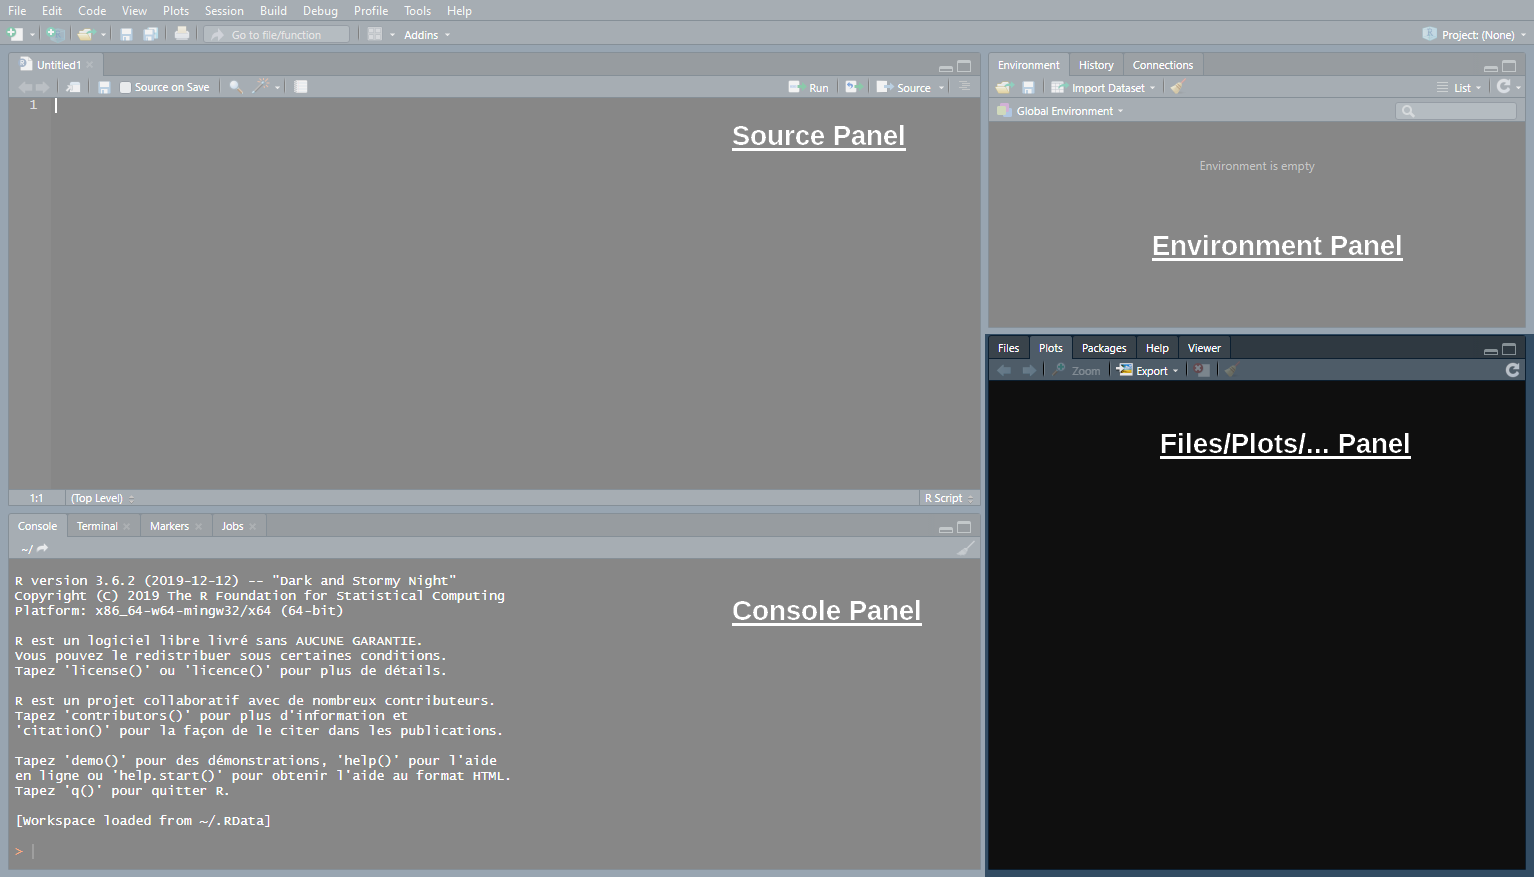 File Edit Code View Plots Session Build Debug Profile Tools Help
Go to file/function Addins Project: (None)
Untitled1
Source on Save Run Source
1
Source Panel
1:1 (Top Level) R Script
Environment History Connections
Import Dataset List
Global Environment
Environment is empty
Environment Panel
Console Terminal Markers Jobs
~/
R version 3.6.2 (2019-12-12) -- "Dark and Stormy Night"
Copyright (C) 2019 The R Foundation for Statistical Computing
Platform: x86_64-w64-mingw32/x64 (64-bit)
R est un logiciel libre livré sans AUCUNE GARANTIE.
Vous pouvez le redistribuer sous certaines conditions.
Tapez 'license()' ou 'licence()' pour plus de détails.
R est un projet collaboratif avec de nombreux contributeurs.
Tapez 'contributors()' pour plus d'information et
'citation()' pour la façon de le citer dans les publications.
Tapez 'demo()' pour des démonstrations, 'help()' pour l'aide
en ligne ou 'help.start()' pour obtenir l'aide au format HTML.
Tapez 'q()' pour quitter R.
[Workspace loaded from ~/.RData]
>
Console Panel
Files Plots Packages Help Viewer
Zoom Export
Files/Plots/... Panel